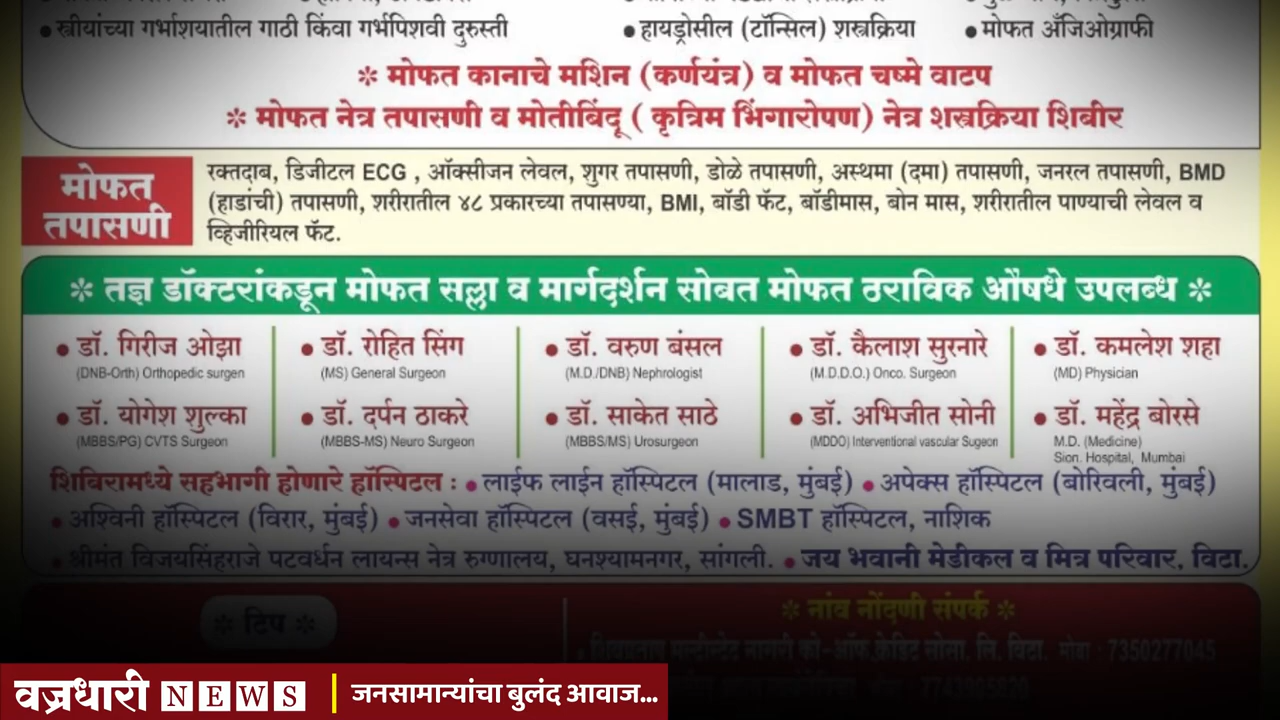 ● स्त्रीयांच्या गर्भाशयातील गाठी किंवा गर्भपिशवी दुरुस्ती ● हायड्रोसील (टॉन्सिल) शस्त्रक्रिया ● मोफत अँजिओग्राफी
✻ मोफत कानाचे मशिन (कर्णयंत्र) व मोफत चष्मे वाटप
✻ मोफत नेत्र तपासणी व मोतीबिंदू ( कृत्रिम भिंगारोपण) नेत्र शस्त्रक्रिया शिबीर
मोफत
तपासणी
रक्तदाब, डिजीटल ECG , ऑक्सीजन लेवल, शुगर तपासणी, डोळे तपासणी, अस्थमा (दमा) तपासणी, जनरल तपासणी, BMD
(हाडांची) तपासणी, शरीरातील ४८ प्रकारच्या तपासण्या, BMI, बॉडी फॅट, बॉडीमास, बोन मास, शरीरातील पाण्याची लेवल व
व्हिजीरियल फॅट.
✻ तज्ञ डॉक्टरांकडून मोफत सल्ला व मार्गदर्शन सोबत मोफत ठराविक औषधे उपलब्ध ✻
● डॉ. गिरीज ओझा ● डॉ. रोहित सिंग ● डॉ. वरुण बंसल ● डॉ. कैलाश सुरनारे ● डॉ. कमलेश शहा
(DNB-Orth) Orthopedic surgen (MS) General Surgeon (M.D./DNB) Nephrologist (M.D.D.O.) Onco. Surgeon (MD) Physician
● डॉ. योगेश शुल्का ● डॉ. दर्पन ठाकरे ● डॉ. साकेत साठे ● डॉ. अभिजीत सोनी ● डॉ. महेंद्र बोरसे
(MBBS/PG) CVTS Surgeon (MBBS-MS) Neuro Surgeon (MBBS/MS) Urosurgeon (MDDO) Interventional vascular Sugeon M.D. (Medicine)
Sion. Hospital, Mumbai
शिबिरामध्ये सहभागी होणारे हॉस्पिटल : ● लाईफ लाईन हॉस्पिटल (मालाड, मुंबई) ● अपेक्स हॉस्पिटल (बोरिवली, मुंबई)
● अश्विनी हॉस्पिटल (विरार, मुंबई) ● जनसेवा हॉस्पिटल (वसई, मुंबई) ● SMBT हॉस्पिटल, नाशिक
● श्रीमंत विजयसिंहराजे पटवर्धन लायन्स नेत्र रुग्णालय, घनश्यामनगर, सांगली. ● जय भवानी मेडीकल व मित्र परिवार, विटा.
✻ टिप ✻
✻ नांव नोंदणी संपर्क ✻
मल्टीस्टेट नागरी को-ऑफ क्रेडिट सोसा. लि. विटा. मोबा : 7350277045
वज्रधारी NEWS
जनसामान्यांचा बुलंद आवाज...